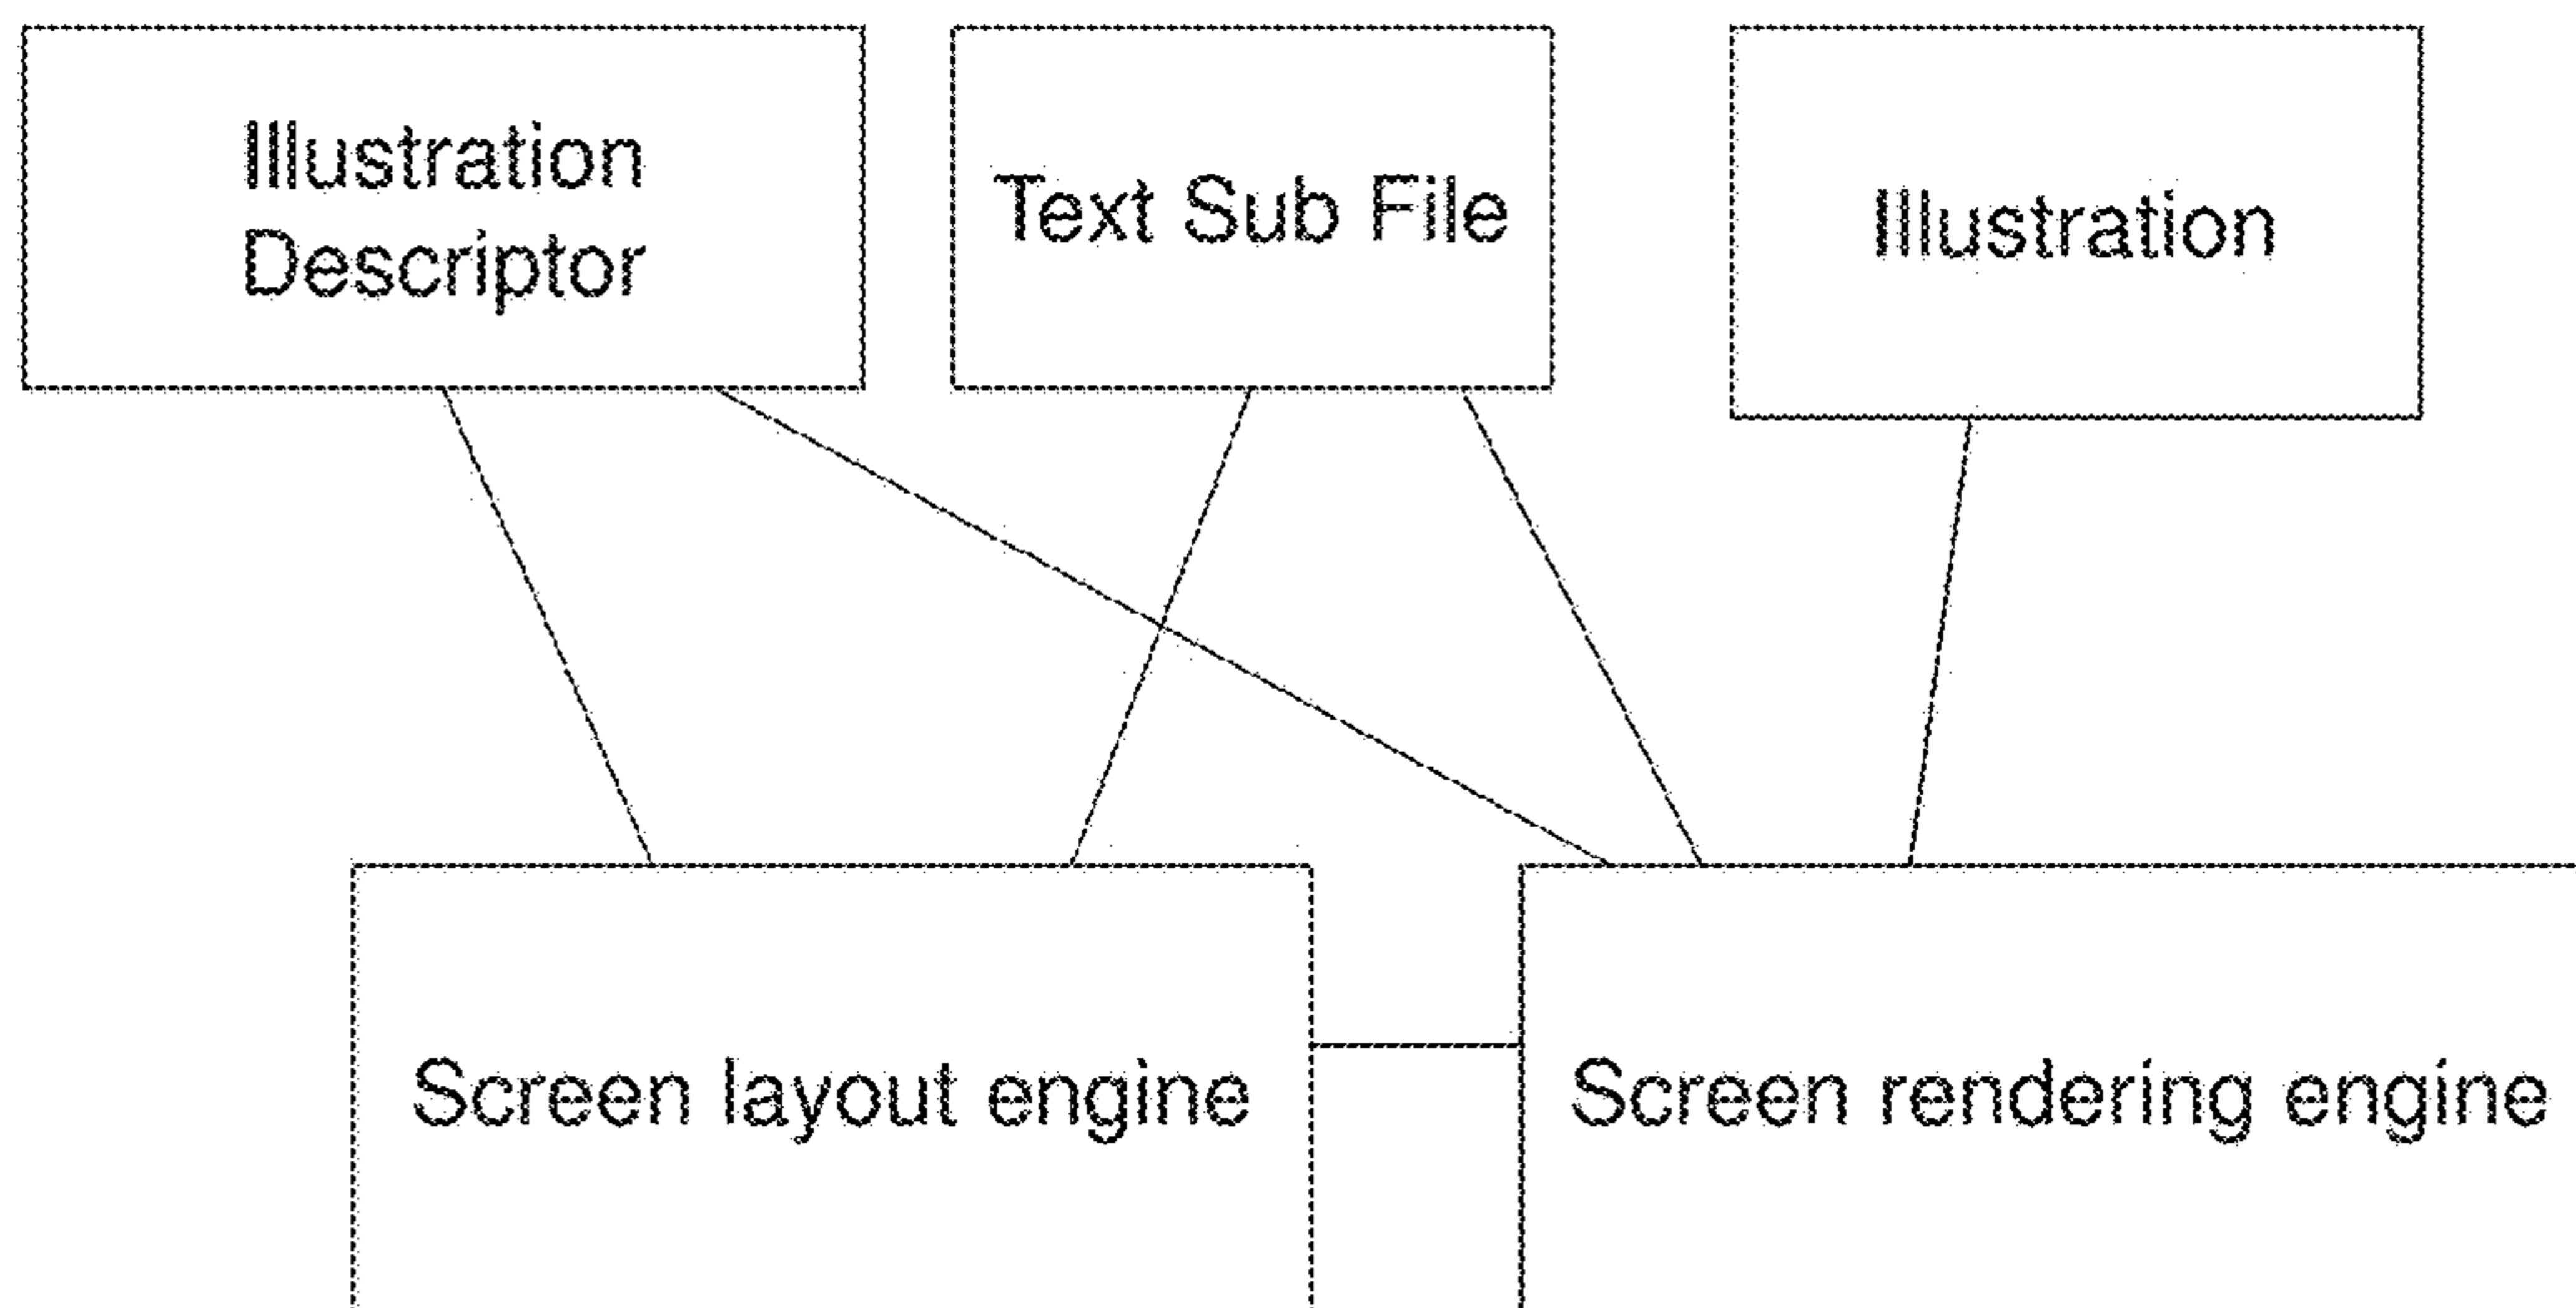 Illustration
Descriptor
Text Sub File
Illustration
Screen layout engine
Screen rendering engine